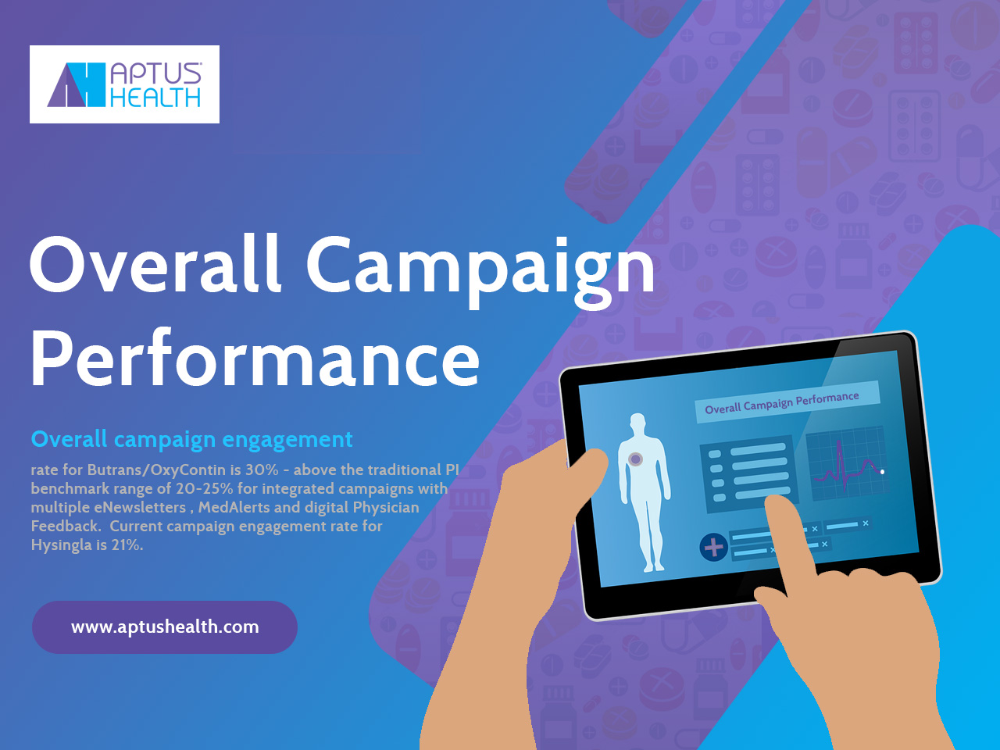 APTUS
HEALTH
Overall Campaign
Performance
Overall campaign engagement
rate for Butrans/OxyContin is 30% - above the traditional PI
benchmark range of 20-25% for integrated campaigns with
multiple eNewsletters , MedAlerts and digital Physician
Feedback.  Current campaign engagement rate for
Hysingla is 21%.
www.aptushealth.com
Overall Campaign Performance